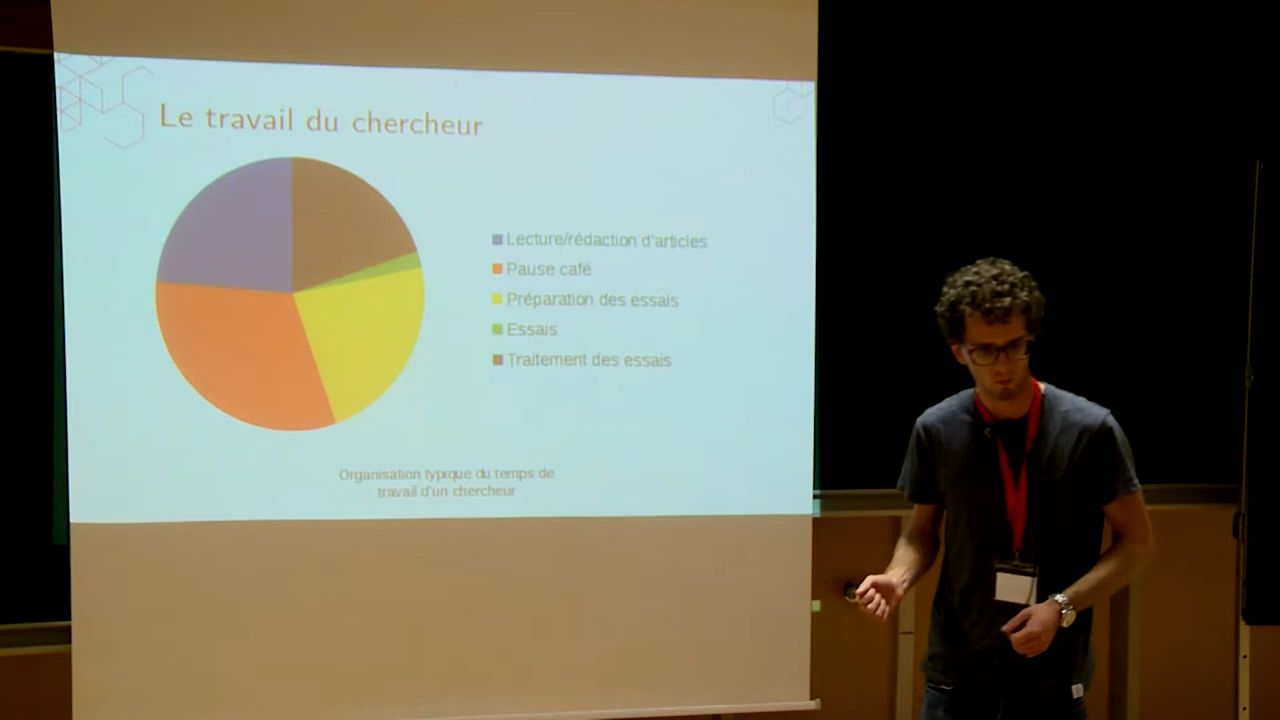 Le travail du chercheur
Lecture/rédaction d'articles
Pause café
Préparation des essais
Essais
Traitement des essais
Organisation typique du temps de
travail d'un chercheur